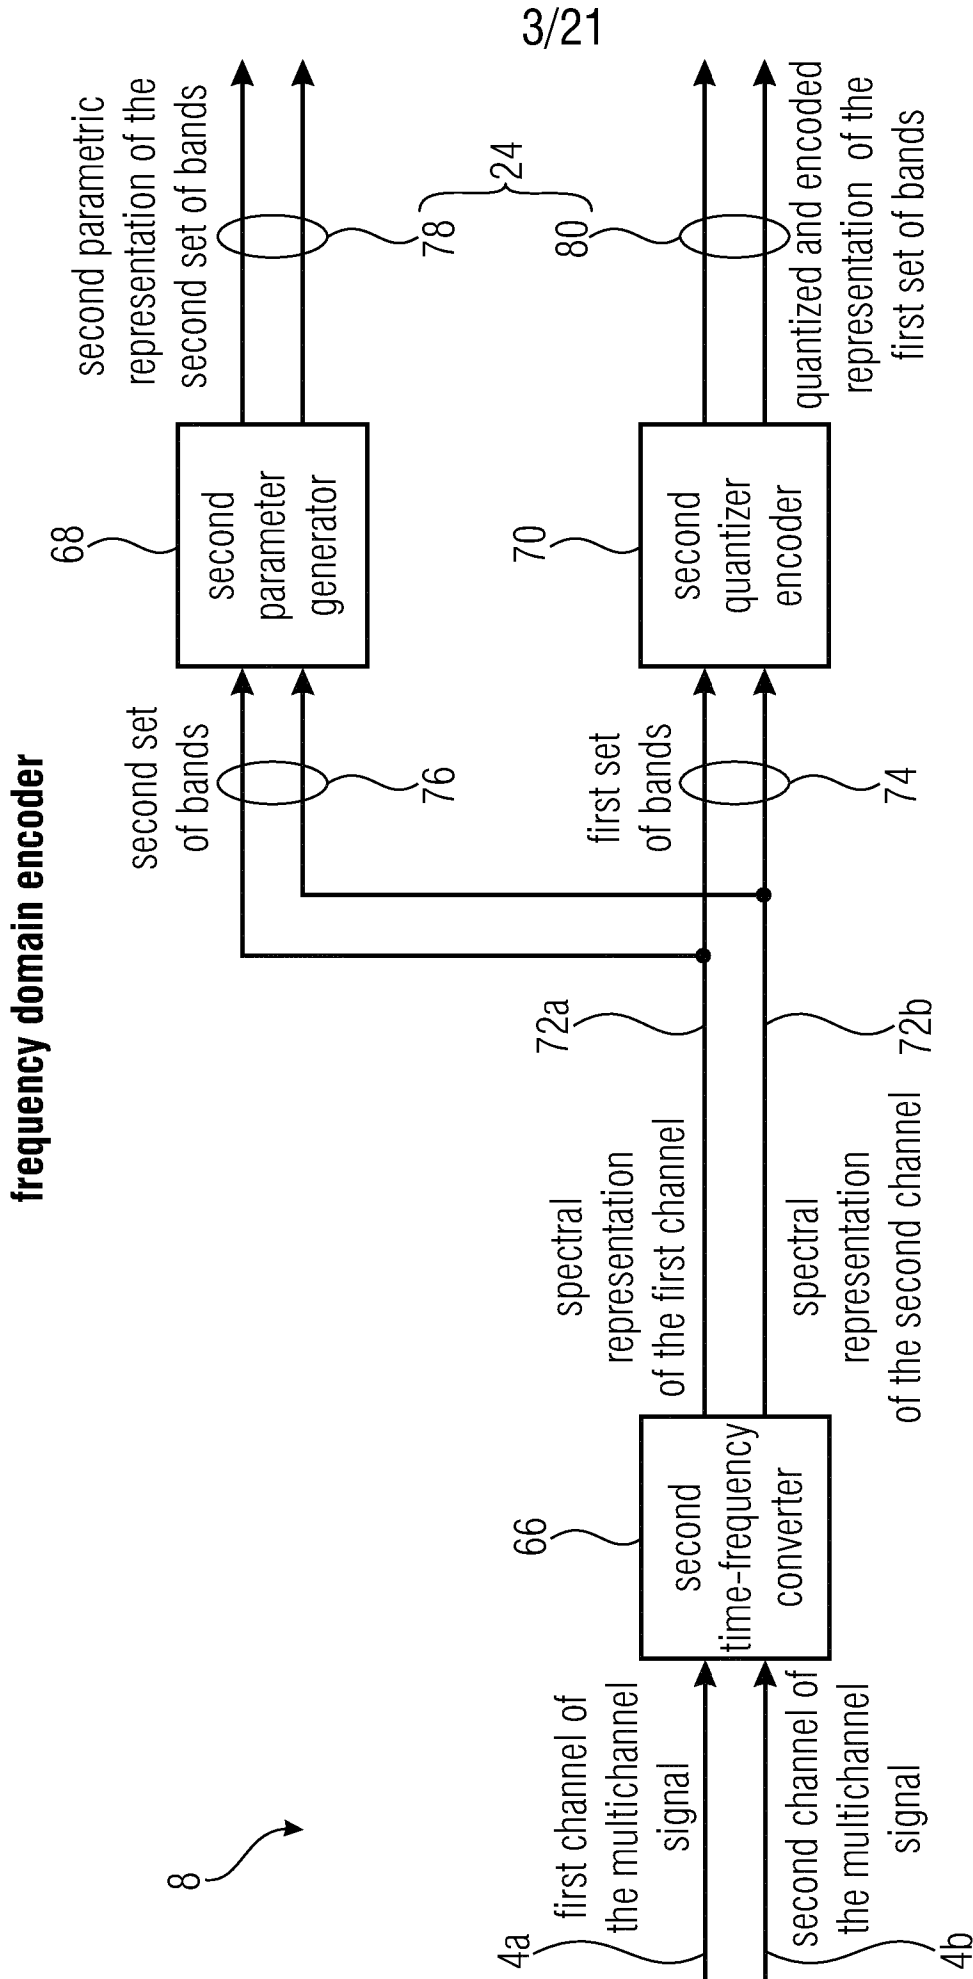 3/21
frequency domain encoder
8
4a
first channel of
the multichannel
signal
second channel of
the multichannel
signal
4b
66
second
time-frequency
converter
spectral
representation
of the first channel
72a
spectral
representation
of the second channel
72b
second set
of bands
76
first set
of bands
74
68
second
parameter
generator
70
second
quantizer
encoder
second parametric
representation of the
second set of bands
78
24
80
quantized and encoded
representation of the
first set of bands